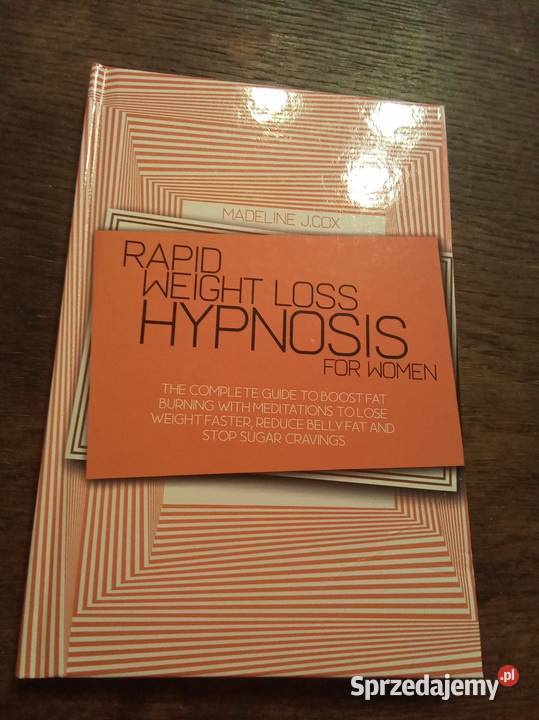 MADELINE J.COX
RAPID
WEIGHT LOSS
HYPNOSIS
FOR WOMEN
THE COMPLETE GUIDE TO BOOST FAT
BURNING WITH MEDITATIONS TO LOSE
WEIGHT FASTER, REDUCE BELLY FAT AND
STOP SUGAR CRAVINGS
Sprzedajemy.pl